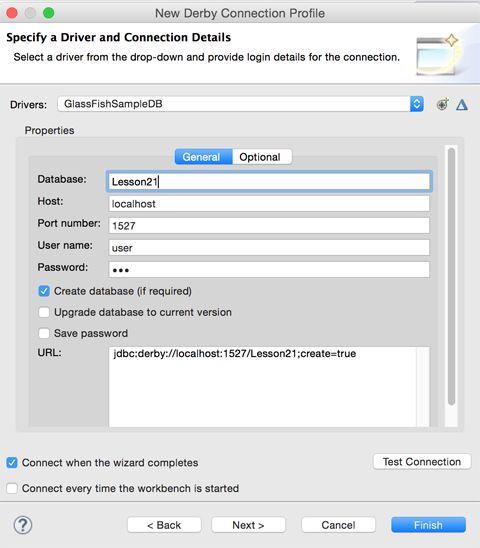 New Derby Connection Profile
Specify a Driver and Connection Details
Select a driver from the drop-down and provide login details for the connection.
Drivers: GlassFishSampleDB
Properties
General Optional
Database: Lesson21
Host: localhost
Port number: 1527
User name: user
Password: •••
Create database (if required)
Upgrade database to current version
Save password
URL: jdbc:derby://localhost:1527/Lesson21;create=true
Connect when the wizard completes Test Connection
Connect every time the workbench is started
? < Back Next > Cancel Finish